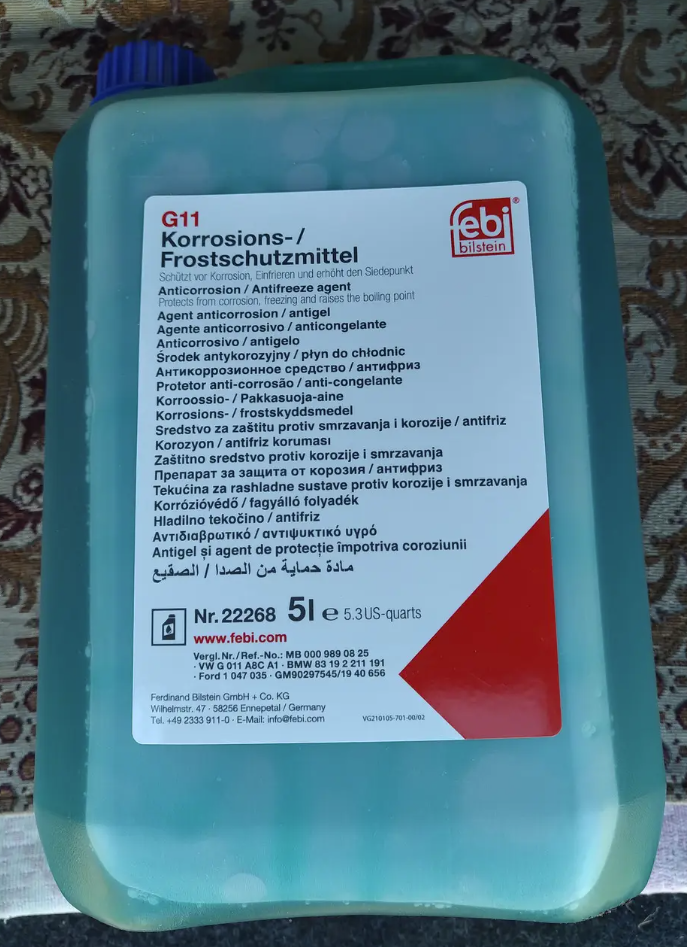 G11
Korrosions-/
Frostschutzmittel
Schützt vor Korrosion, Einfrieren und erhöht den Siedepunkt
Anticorrosion / Antifreeze agent
Protects from corrosion, freezing and raises the boiling point
Agent anticorrosion / antigel
Agente anticorrosivo / anticongelante
Anticorrosivo / antigelo
Środek antykorozyjny / płyn do chłodnic
Антикоррозионное средство / антифриз
Protetor anti-corrosão / anti-congelante
Korroosio- / Pakkasuoja-aine
Korrosions- / frostskyddsmedel
Sredstvo za zaštitu protiv smrzavanja i korozije / antifriz
Korozyon / antifriz koruması
Zaštitno sredstvo protiv korozije i smrzavanja
Препарат за защита от корозия / антифриз
Tekućina za rashladne sustave protiv korozije i smrzavanja
Korrózióvédő / fagyálló folyadék
Hladilno tekočino / antifriz
Αντιδιαβρωτικό / αντιψυκτικό υγρό
Antigel și agent de protecție împotriva coroziunii
مادة حماية من الصدا / الصقيع
febi®
bilstein
Nr. 22268 5l ℮ 5.3 US-quarts
www.febi.com
Vergl. Nr./Ref.-No.: MB 000 989 08 25
· VW G 011 A8C A1 · BMW 83 19 2 211 191
· Ford 1 047 035 · GM90297545/19 40 656
Ferdinand Bilstein GmbH + Co. KG
Wilhelmstr. 47 · 58256 Ennepetal / Germany
Tel. +49 2333 911-0 · E-Mail: info@febi.com
VG210105-701-00/02